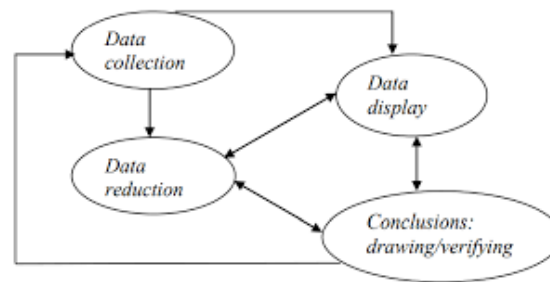 Data
collection
Data
display
Data
reduction
Conclusions:
drawing/verifying